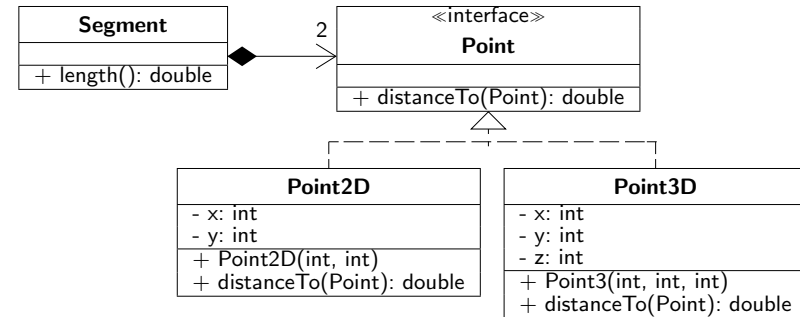 Segment
+ length(): double
2
≪interface≫
Point
+ distanceTo(Point): double
Point2D
- x: int
- y: int
+ Point2D(int, int)
+ distanceTo(Point): double
Point3D
- x: int
- y: int
- z: int
+ Point3(int, int, int)
+ distanceTo(Point): double